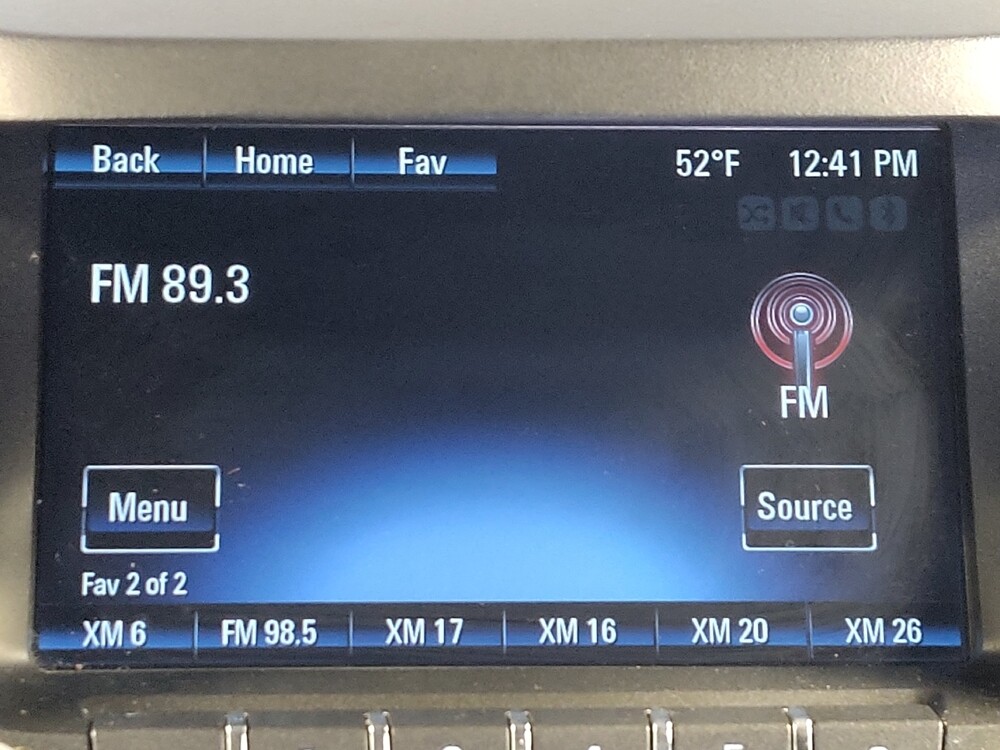 Back Home Fav 52°F 12:41 PM
FM 89.3
FM
Menu Source
Fav 2 of 2
XM 6 FM 98.5 XM 17 XM 16 XM 20 XM 26